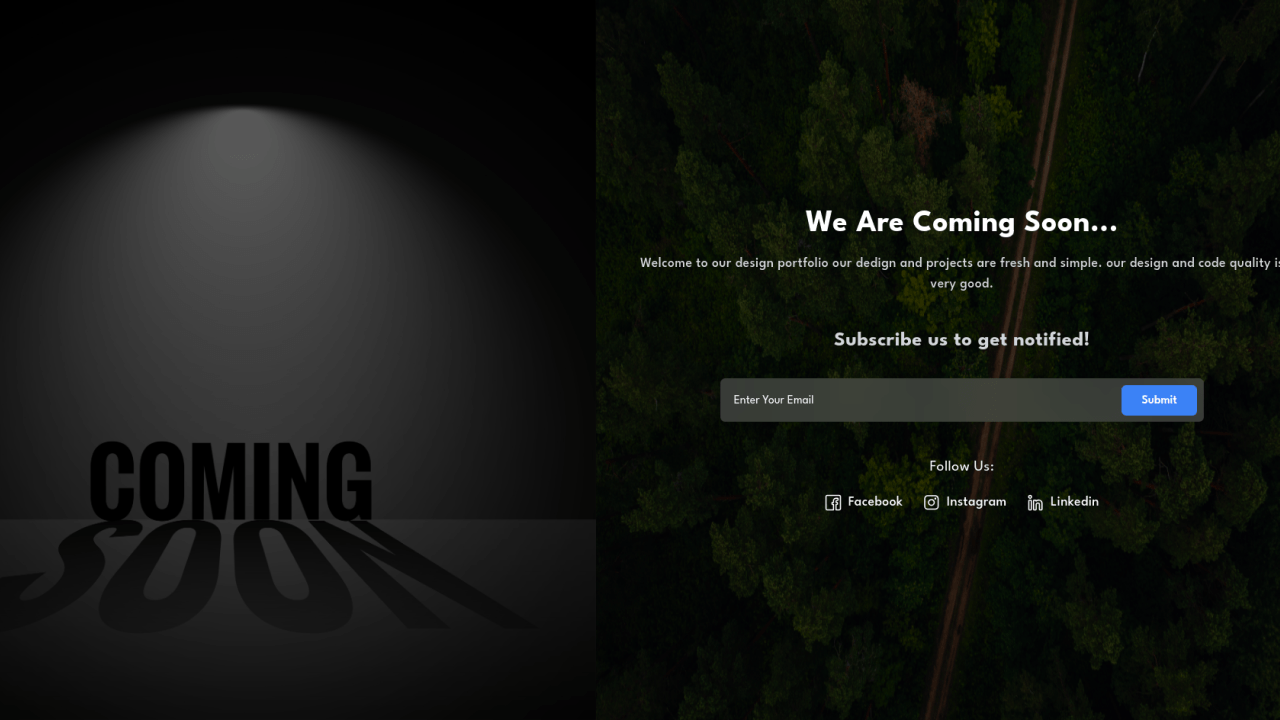 COMING
SOON
We Are Coming Soon...
Welcome to our design portfolio our dedign and projects are fresh and simple. our design and code quality is
very good.
Subscribe us to get notified!
Enter Your Email
Submit
Follow Us:
Facebook
Instagram
Linkedin